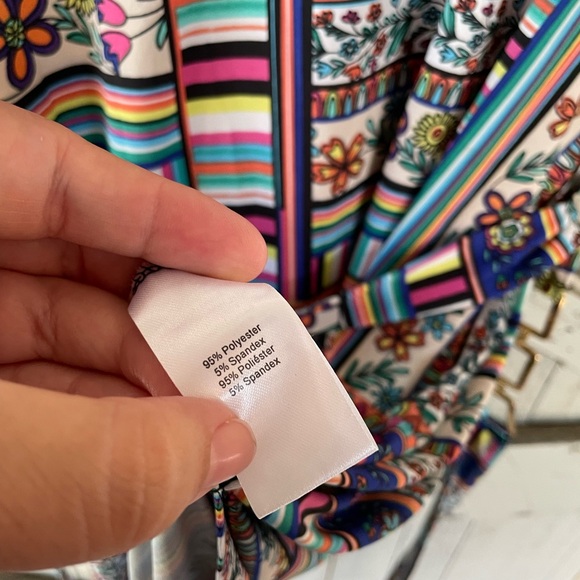 95% Polyester
5% Spandex
95% Poliéster
5% Spandex